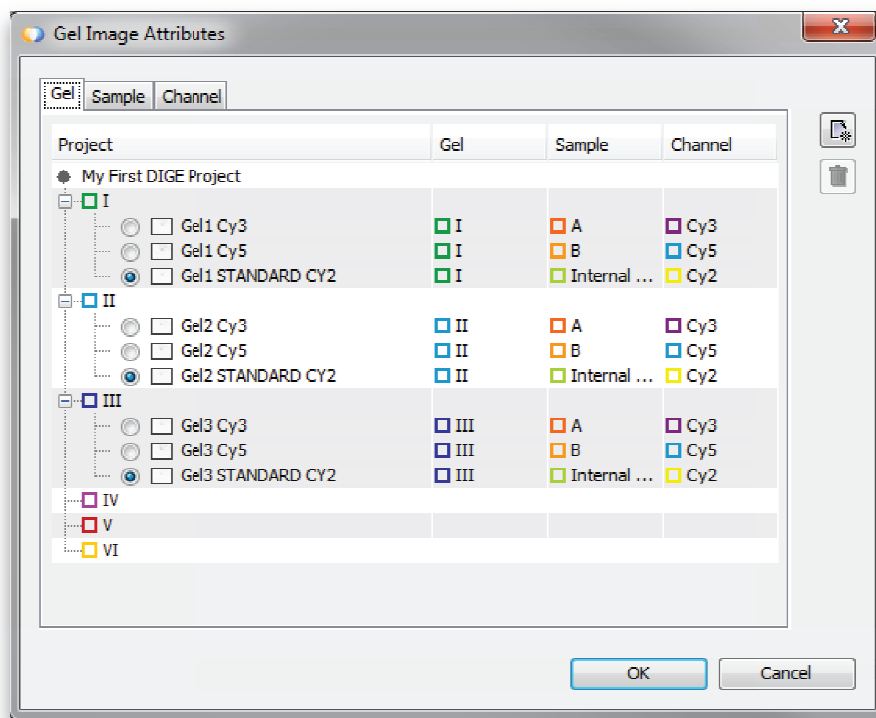 Gel Image Attributes
Gel Sample Channel
Project Gel Sample Channel
My First DIGE Project
I
Gel1 Cy3 I A Cy3
Gel1 Cy5 I B Cy5
Gel1 STANDARD CY2 I Internal ... Cy2
II
Gel2 Cy3 II A Cy3
Gel2 Cy5 II B Cy5
Gel2 STANDARD CY2 II Internal ... Cy2
III
Gel3 Cy3 III A Cy3
Gel3 Cy5 III B Cy5
Gel3 STANDARD CY2 III Internal ... Cy2
IV
V
VI
OK Cancel